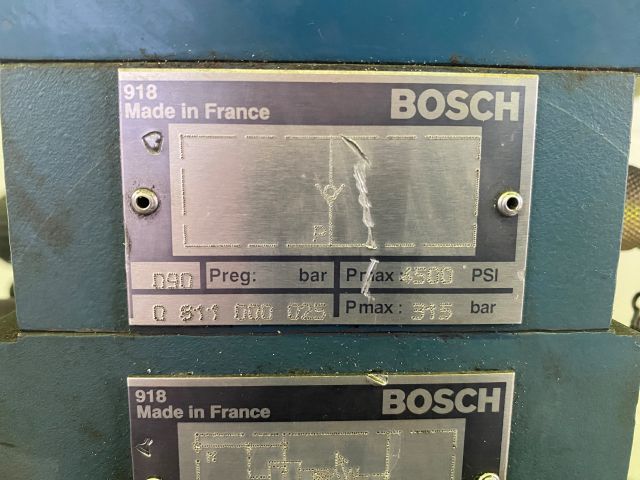 918
Made in France
BOSCH
P
090 Preg: bar Pmax: 4500 PSI
0 811 000 025 Pmax: 315 bar
918
Made in France
BOSCH